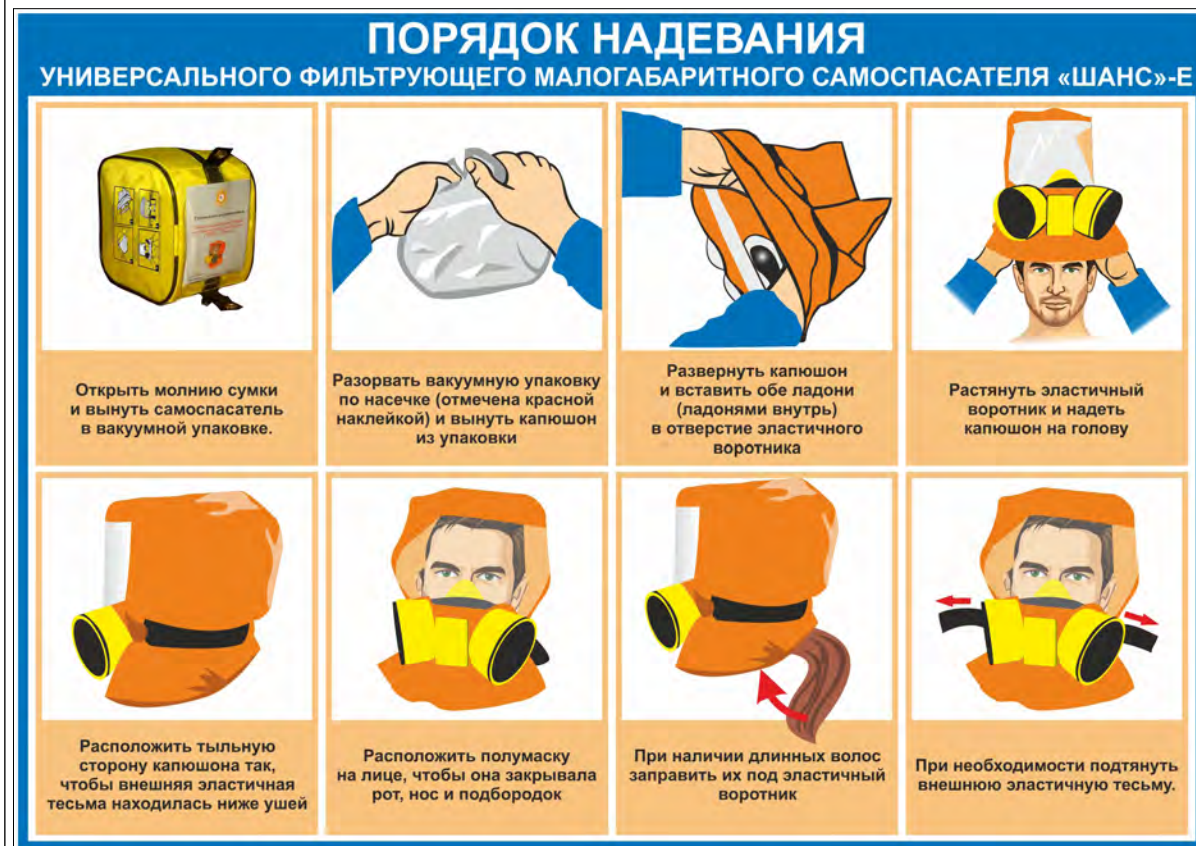 ПОРЯДОК НАДЕВАНИЯ
УНИВЕРСАЛЬНОГО ФИЛЬТРУЮЩЕГО МАЛОГАБАРИТНОГО САМОСПАСАТЕЛЯ «ШАНС»-Е
Открыть молнию сумки
и вынуть самоспасатель
в вакуумной упаковке.
Разорвать вакуумную упаковку
по насечке (отмечена красной
наклейкой) и вынуть капюшон
из упаковки
Развернуть капюшон
и вставить обе ладони
(ладонями внутрь)
в отверстие эластичного
воротника
Растянуть эластичный
воротник и надеть
капюшон на голову
Расположить тыльную
сторону капюшона так,
чтобы внешняя эластичная
тесьма находилась ниже ушей
Расположить полумаску
на лице, чтобы она закрывала
рот, нос и подбородок
При наличии длинных волос
заправить их под эластичный
воротник
При необходимости подтянуть
внешнюю эластичную тесьму.